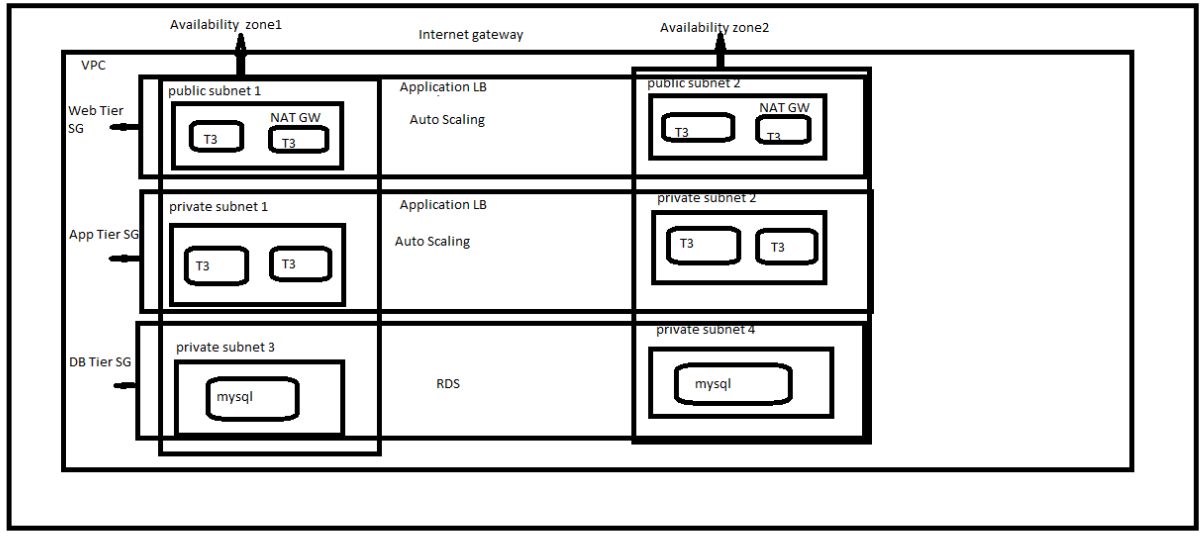 Availability zone1
Internet gateway
Availability zone2
VPC
public subnet 1
Application LB
public subnet 2
Web Tier
SG
NAT GW
Auto Scaling
NAT GW
T3
T3
T3
T3
private subnet 1
Application LB
private subnet 2
App Tier SG
Auto Scaling
T3
T3
T3
T3
private subnet 3
private subnet 4
DB Tier SG
RDS
mysql
mysql